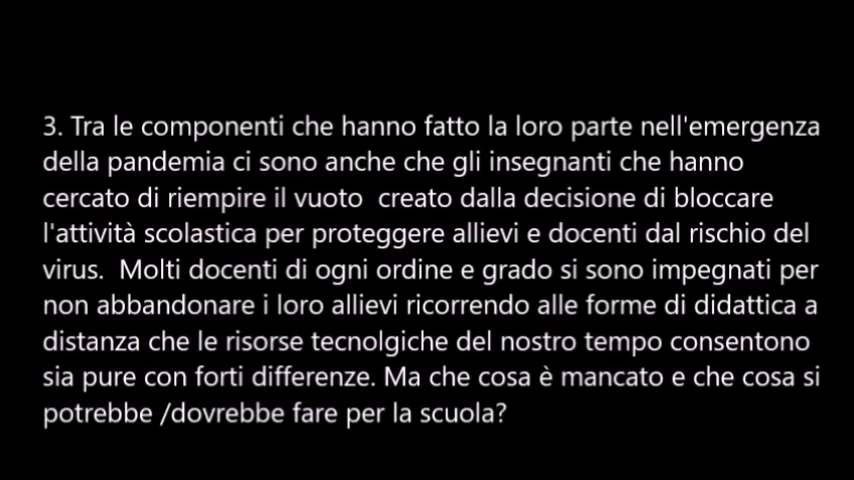 3. Tra le componenti che hanno fatto la loro parte nell'emergenza
della pandemia ci sono anche che gli insegnanti che hanno
cercato di riempire il vuoto  creato dalla decisione di bloccare
l'attività scolastica per proteggere allievi e docenti dal rischio del
virus.  Molti docenti di ogni ordine e grado si sono impegnati per
non abbandonare i loro allievi ricorrendo alle forme di didattica a
distanza che le risorse tecnolgiche del nostro tempo consentono
sia pure con forti differenze. Ma che cosa è mancato e che cosa si
potrebbe /dovrebbe fare per la scuola?